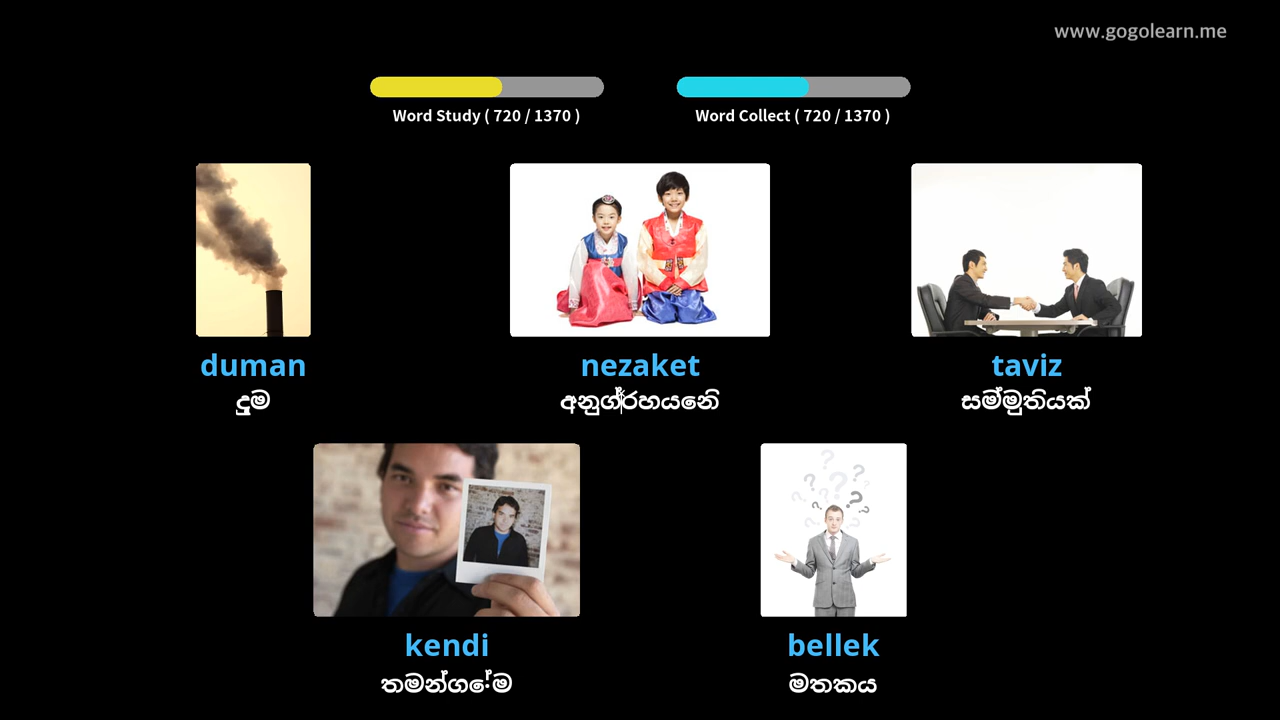 www.gogolearn.me
Word Study ( 720 / 1370 )
Word Collect ( 720 / 1370 )
duman
nezaket
taviz
දුම
අනුග්‍රහයනේ
සම්මුතියක්
kendi
bellek
තමන්ගේම
මතකය